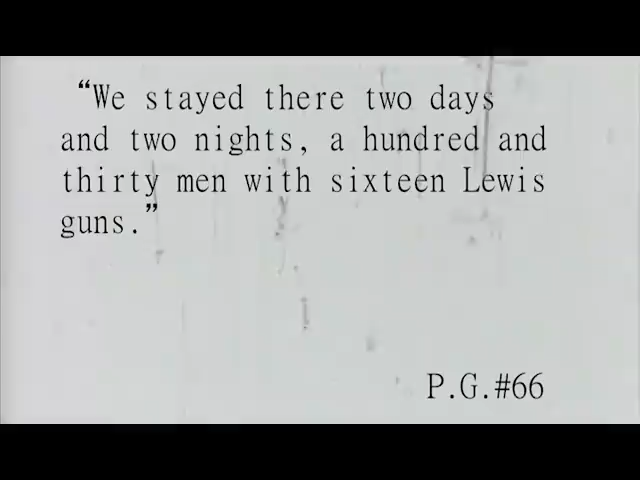 “We stayed there two days
and two nights, a hundred and
thirty men with sixteen Lewis
guns.”
P.G.#66